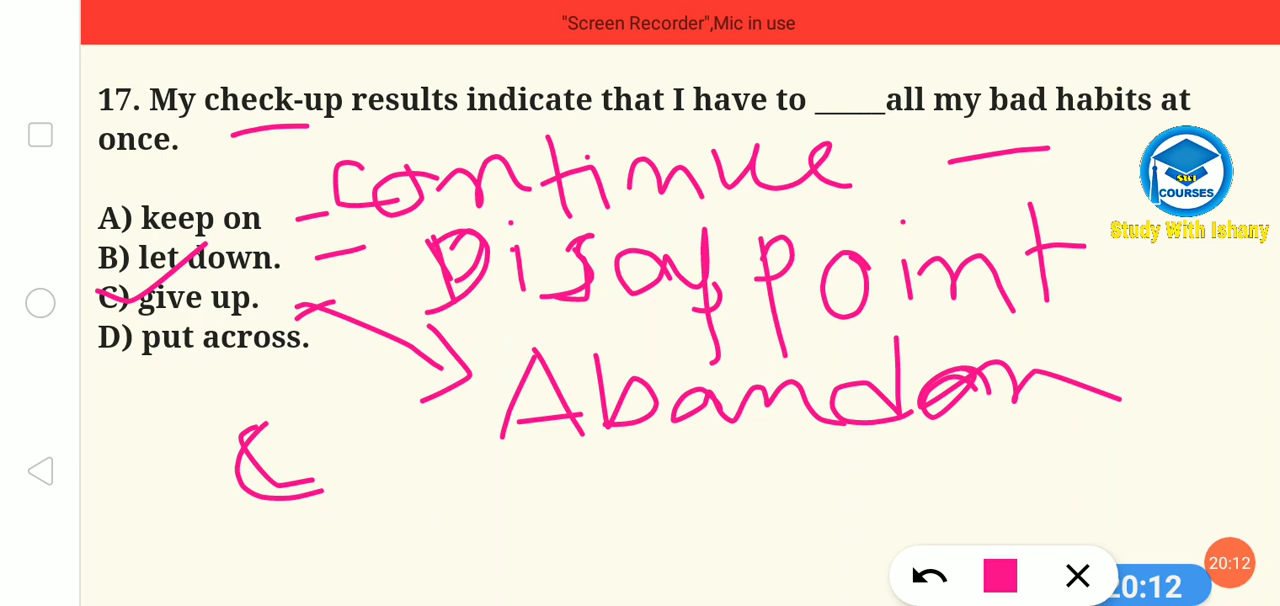 "Screen Recorder",Mic in use
17. My check-up results indicate that I have to _____all my bad habits at
once.
A) keep on
continue
B) let down.
Disappoint
C) give up.
Abandon
D) put across.
SBI
COURSES
Study With Ishany
20:12
20:12